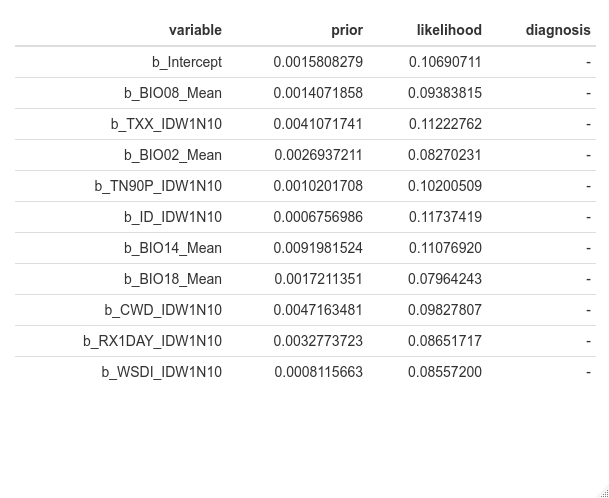 variable prior likelihood diagnosis
b_Intercept 0.0015808279 0.10690711 -
b_BIO08_Mean 0.0014071858 0.09383815 -
b_TXX_IDW1N10 0.0041071741 0.11222762 -
b_BIO02_Mean 0.0026937211 0.08270231 -
b_TN90P_IDW1N10 0.0010201708 0.10200509 -
b_ID_IDW1N10 0.0006756986 0.11737419 -
b_BIO14_Mean 0.0091981524 0.11076920 -
b_BIO18_Mean 0.0017211351 0.07964243 -
b_CWD_IDW1N10 0.0047163481 0.09827807 -
b_RX1DAY_IDW1N10 0.0032773723 0.08651717 -
b_WSDI_IDW1N10 0.0008115663 0.08557200 -